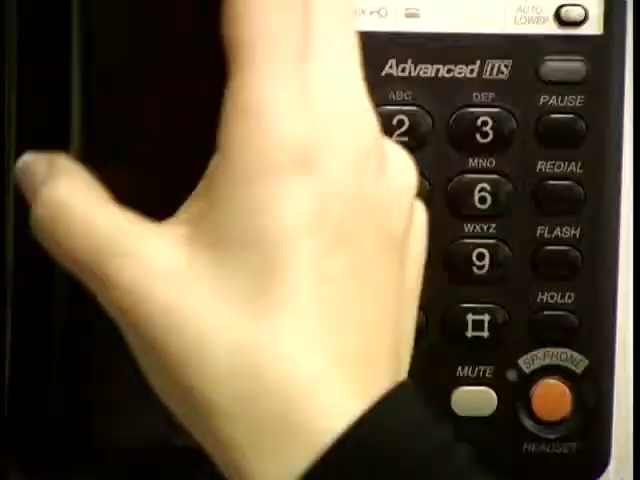 AUTO
LOWER
Advanced ITS
ABC
DEF
PAUSE
2
3
MNO
REDIAL
6
WXYZ
FLASH
9
HOLD
#
MUTE
SP-PHONE
HEADSET